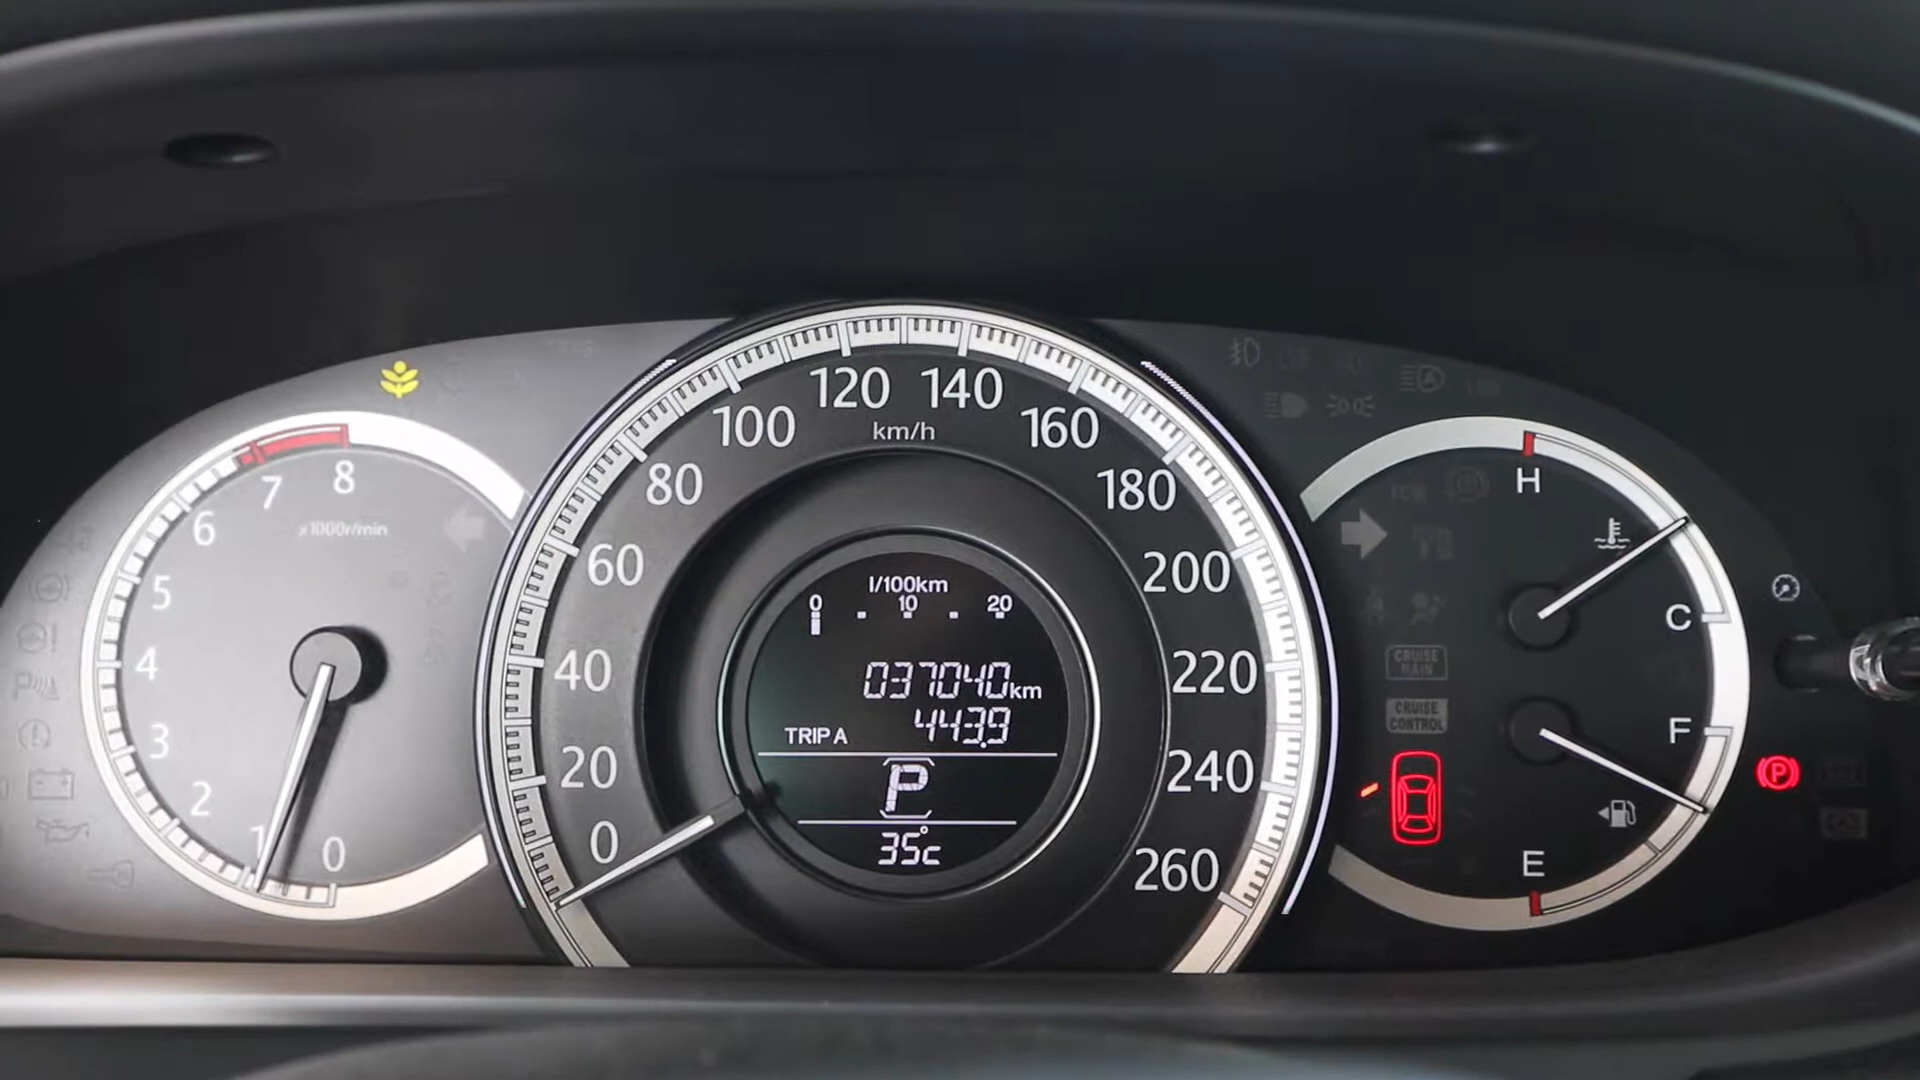 8
7
6
5
4
3
2
1
0
x1000r/min
0
20
40
60
80
100
120
140
160
180
200
220
240
260
km/h
l/100km
0 10 20
037040km
TRIP A 443.9
P
35°c
H
C
CRUISE
MAIN
CRUISE
CONTROL
F
E
P